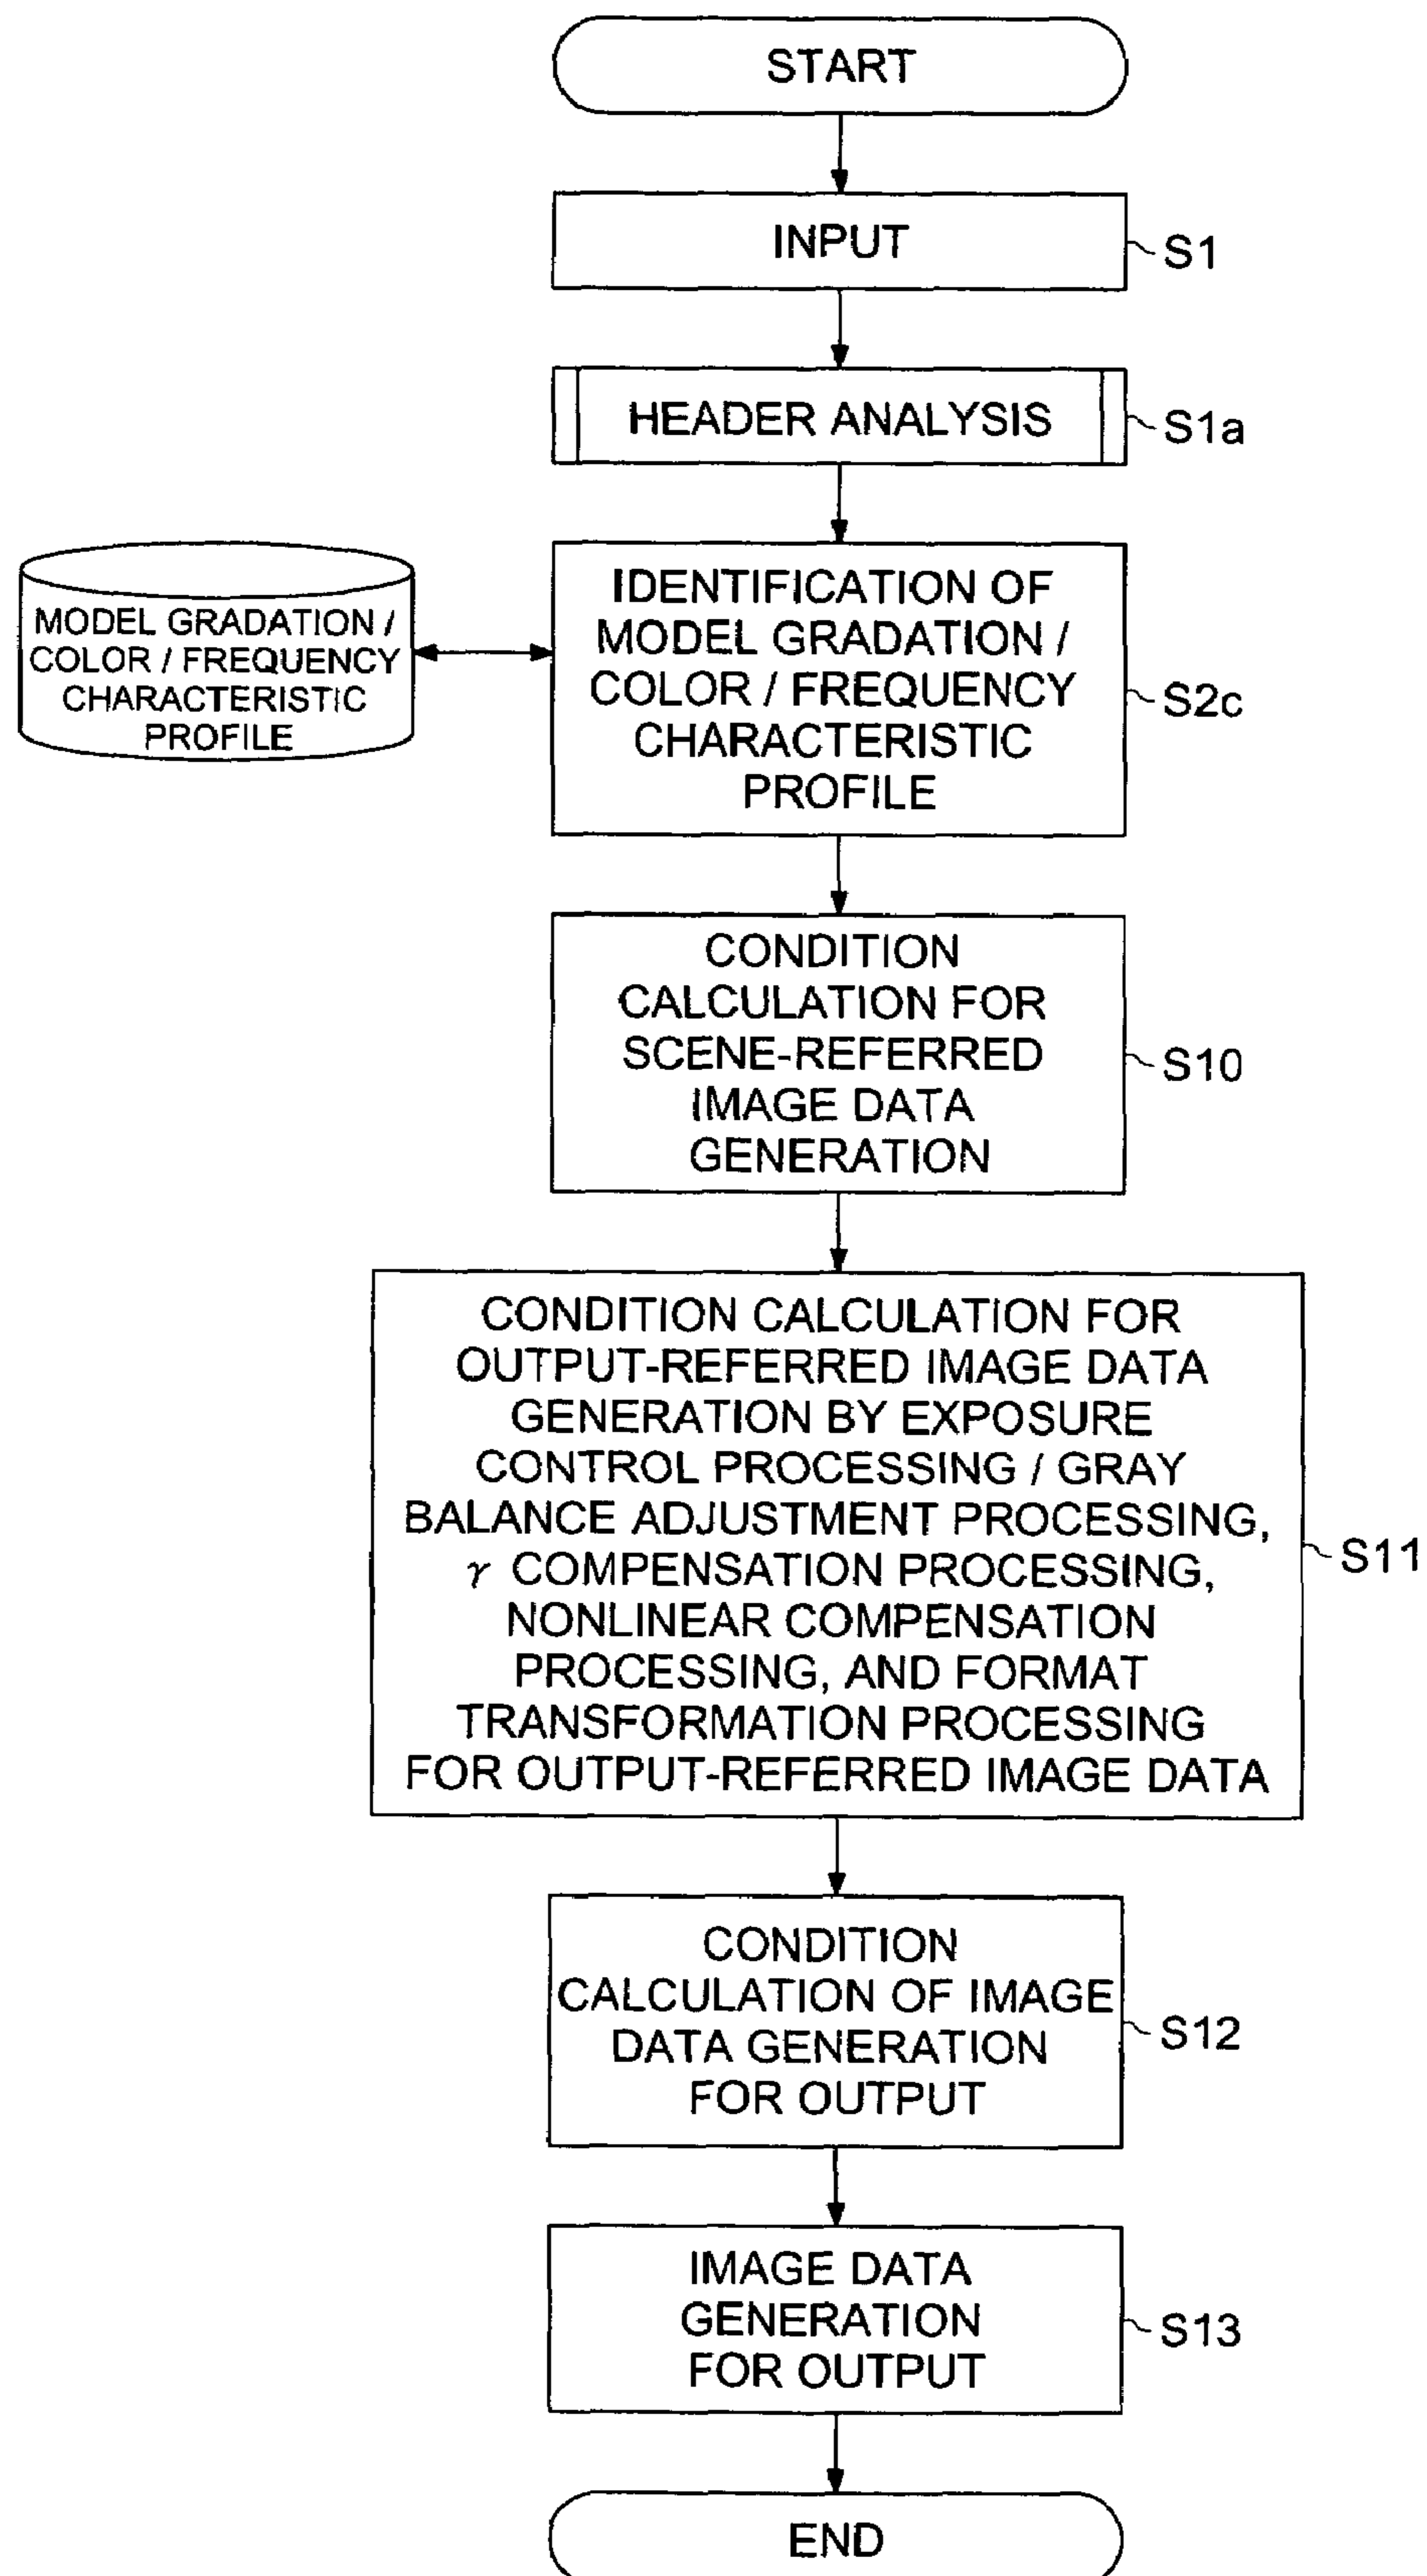 START
INPUT
S1
HEADER ANALYSIS
S1a
MODEL GRADATION /
COLOR / FREQUENCY
CHARACTERISTIC
PROFILE
IDENTIFICATION OF
MODEL GRADATION /
COLOR / FREQUENCY
CHARACTERISTIC
PROFILE
S2c
CONDITION
CALCULATION FOR
SCENE-REFERRED
IMAGE DATA
GENERATION
S10
CONDITION CALCULATION FOR
OUTPUT-REFERRED IMAGE DATA
GENERATION BY EXPOSURE
CONTROL PROCESSING / GRAY
BALANCE ADJUSTMENT PROCESSING,
γ COMPENSATION PROCESSING,
NONLINEAR COMPENSATION
PROCESSING, AND FORMAT
TRANSFORMATION PROCESSING
FOR OUTPUT-REFERRED IMAGE DATA
S11
CONDITION
CALCULATION OF IMAGE
DATA GENERATION
FOR OUTPUT
S12
IMAGE DATA
GENERATION
FOR OUTPUT
S13
END